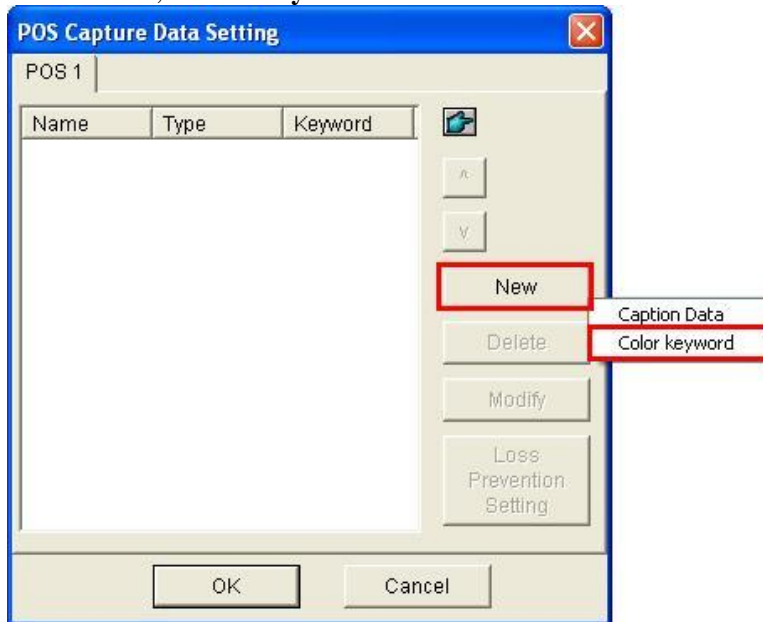 POS Capture Data Setting
POS 1
Name Type Keyword
^
v
New
Caption Data
Delete
Color keyword
Modify
Loss
Prevention
Setting
OK Cancel